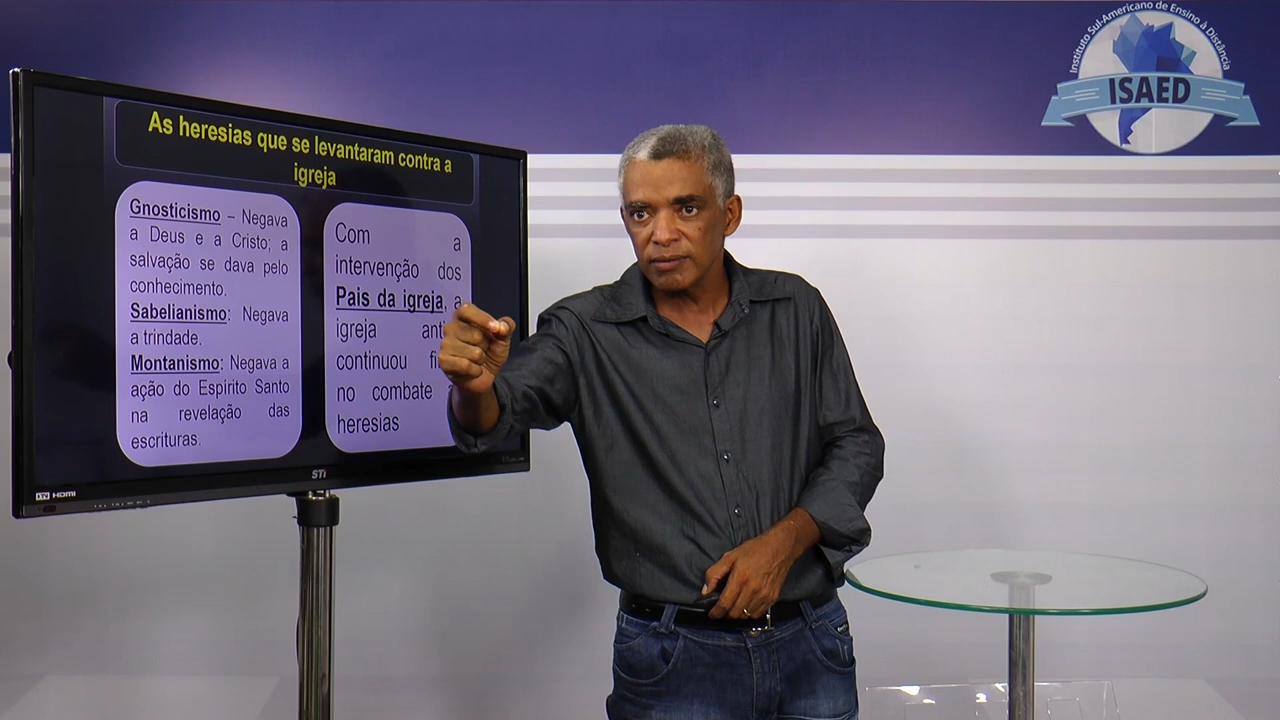 Instituto Sul-Americano de Ensino à Distância
ISAED
As heresias que se levantaram contra a
igreja
Gnosticismo – Negava
a Deus e a Cristo; a
salvação se dava pelo
conhecimento.
Sabelianismo: Negava
a trindade.
Montanismo: Negava a
ação do Espirito Santo
na revelação das
escrituras.
Com a
intervenção dos
Pais da igreja, a
igreja
continuou
no combate
heresias
STi
HDMI